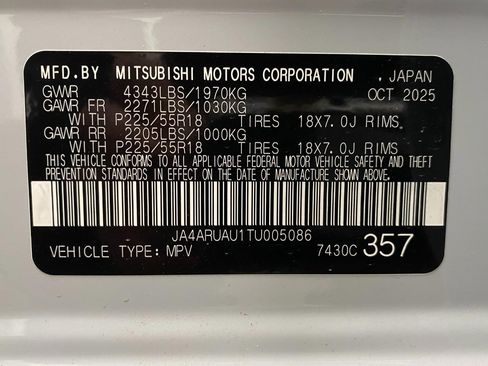 MFD.BY MITSUBISHI MOTORS CORPORATION , JAPAN
GVWR 4343LBS/1970KG OCT 2025
GAWR FR 2271LBS/1030KG
WITH P225/55R18 TIRES 18X7.0J RIMS
GAWR RR 2205LBS/1000KG
WITH P225/55R18 TIRES 18X7.0J RIMS
THIS VEHICLE CONFORMS TO ALL APPLICABLE FEDERAL MOTOR VEHICLE SAFETY AND THEFT
PREVENTION STANDARDS IN EFFECT ON THE DATE OF MANUFACTURE SHOWN ABOVE.
JA4ARUAU1TU005086
VEHICLE TYPE: MPV 7430C 357